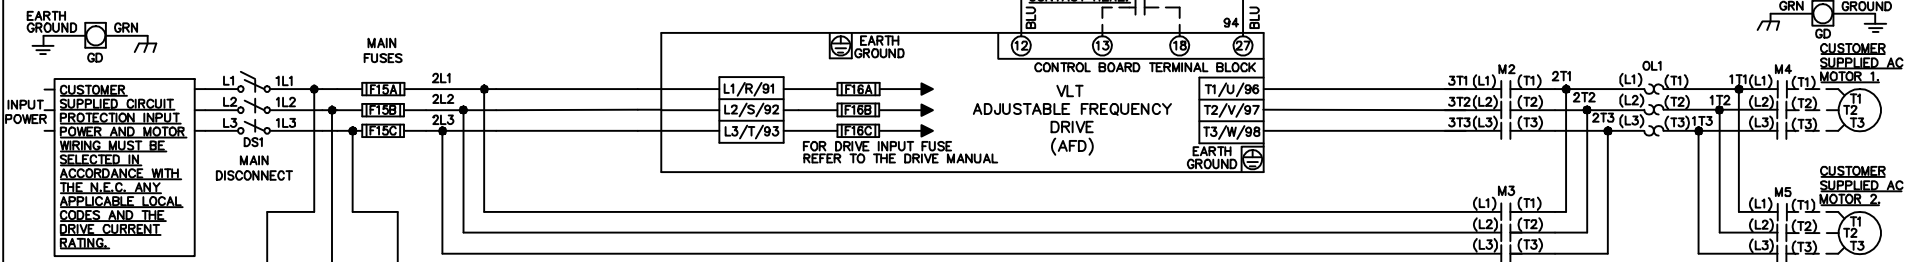 EARTH
GROUND
GRN
GD
MAIN
FUSES
INPUT
POWER
CUSTOMER
SUPPLIED CIRCUIT
PROTECTION INPUT
POWER AND MOTOR
WIRING MUST BE
SELECTED IN
ACCORDANCE WITH
THE N.E.C. ANY
APPLICABLE LOCAL
CODES AND THE
DRIVE CURRENT
RATING.
L1 1L1
L2 1L2
L3 1L3
DS1
MAIN
DISCONNECT
F15A 2L1
F15B 2L2
F15C 2L3
BLU
94 BLU
EARTH
GROUND
12 13 18 27
CONTROL BOARD TERMINAL BLOCK
L1/R/91 F16A
L2/S/92 F16B
L3/T/93 F16C
FOR DRIVE INPUT FUSE
REFER TO THE DRIVE MANUAL
VLT
ADJUSTABLE FREQUENCY
DRIVE
(AFD)
T1/U/96
T2/V/97
T3/W/98
EARTH
GROUND
M2
3T1 (L1) (T1) 2T1
3T2 (L2) (T2) 2T2
3T3 (L3) (T3) 2T3
OL1
(L1) (T1) 1T1
(L2) (T2) 1T2
(L3) (T3) 1T3
M4
(L1) (T1)
(L2) (T2)
(L3) (T3)
GRN GROUND
GD
CUSTOMER
SUPPLIED AC
MOTOR 1.
T1
T2
T3
M3
(L1) (T1)
(L2) (T2)
(L3) (T3)
M5
(L1) (T1)
(L2) (T2)
(L3) (T3)
CUSTOMER
SUPPLIED AC
MOTOR 2.
T1
T2
T3